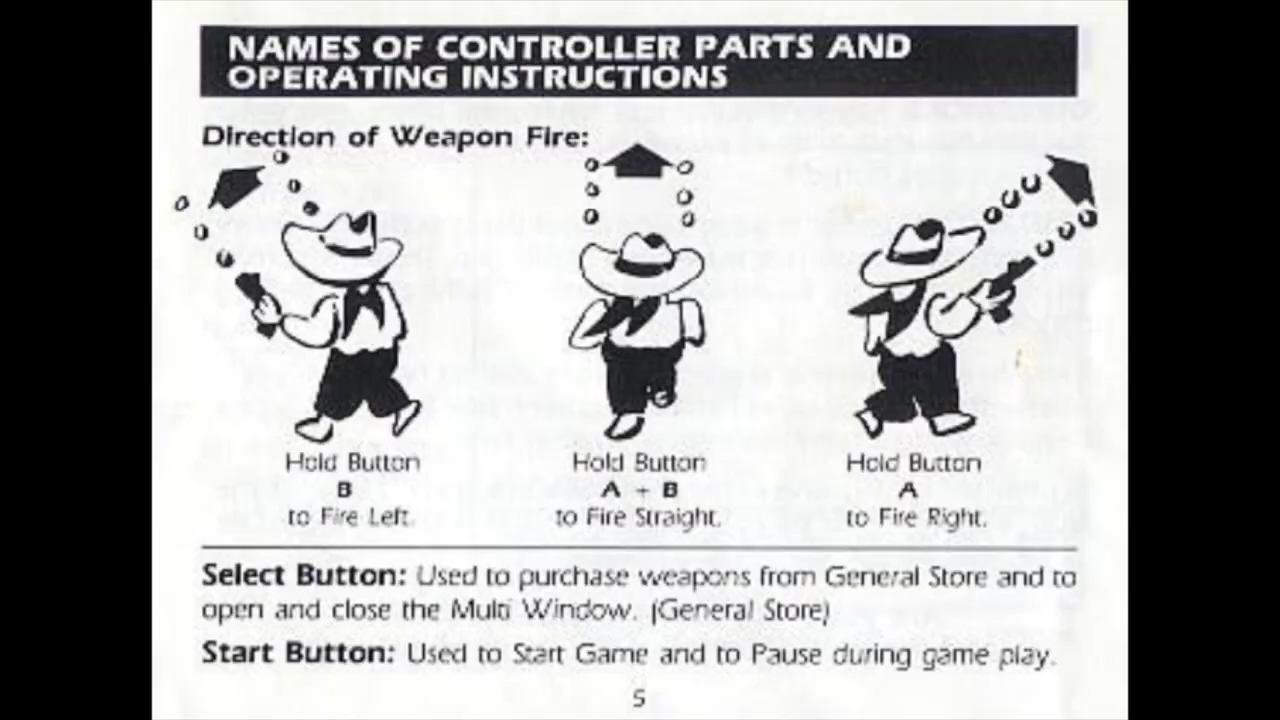 NAMES OF CONTROLLER PARTS AND
OPERATING INSTRUCTIONS
Direction of Weapon Fire:
Hold Button
B
to Fire Left.
Hold Button
A + B
to Fire Straight.
Hold Button
A
to Fire Right.
Select Button: Used to purchase weapons from General Store and to
open and close the Multi Window. (General Store)
Start Button: Used to Start Game and to Pause during game play.
5